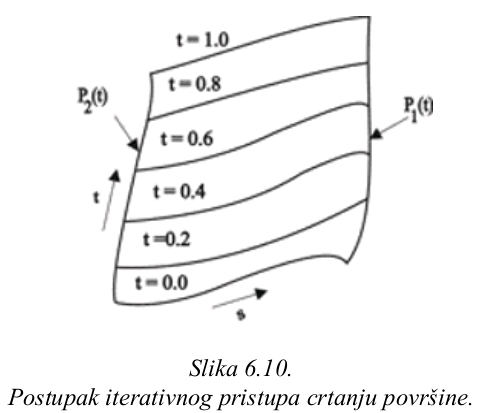 t = 1.0
P2(t)
t = 0.8
P1(t)
t = 0.6
t
t = 0.4
t=0.2
t = 0.0
s
Slika 6.10.
Postupak iterativnog pristupa crtanju površine.